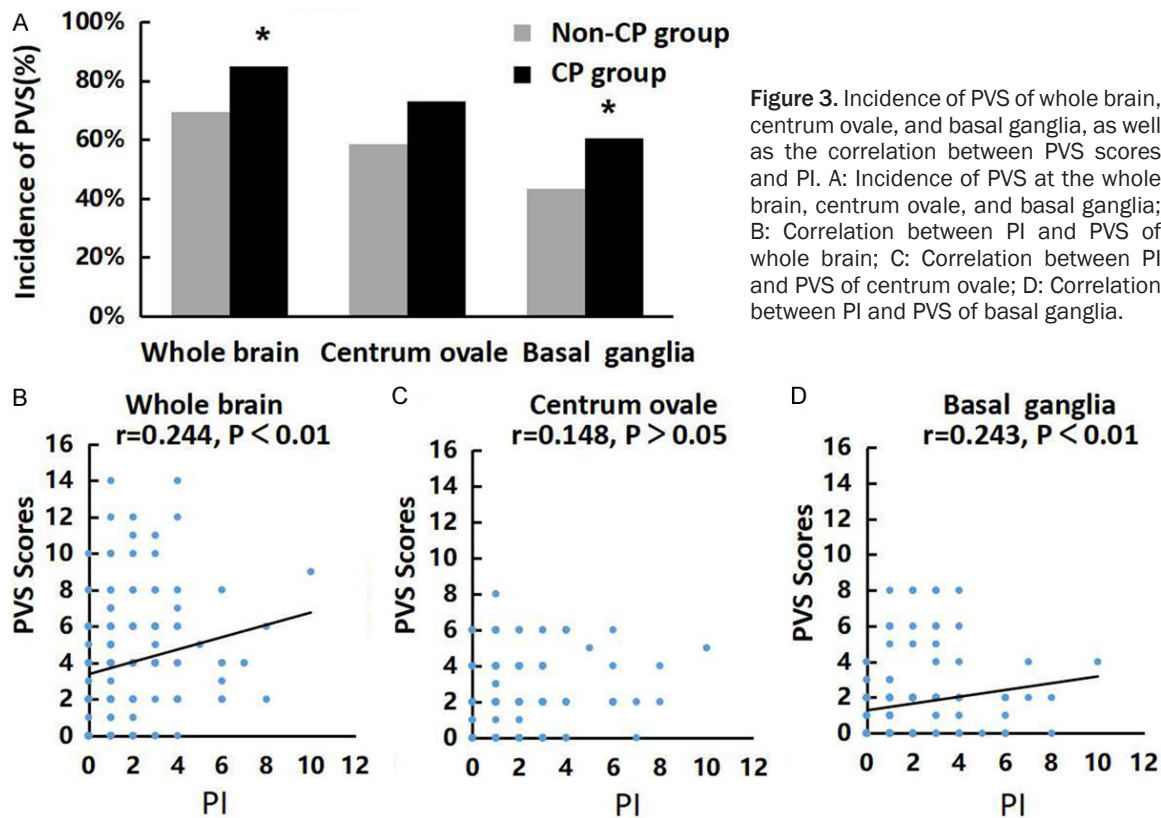 A
100%
80%
60%
40%
20%
0%
Incidence of PVS(%)
*
*
Non-CP group
CP group
Whole brain Centrum ovale Basal ganglia
Figure 3. Incidence of PVS of whole brain,
centrum ovale, and basal ganglia, as well
as the correlation between PVS scores
and PI. A: Incidence of PVS at the whole
brain, centrum ovale, and basal ganglia;
B: Correlation between PI and PVS of
whole brain; C: Correlation between PI
and PVS of centrum ovale; D: Correlation
between PI and PVS of basal ganglia.
B
Whole brain
r=0.244, P < 0.01
16
14
12
10
8
6
4
2
0
PVS Scores
0 2 4 6 8 10 12
PI
C
Centrum ovale
r=0.148, P > 0.05
16
14
12
10
8
6
4
2
0
PVS Scores
0 2 4 6 8 10 12
PI
D
Basal ganglia
r=0.243, P < 0.01
16
14
12
10
8
6
4
2
0
PVS Scores
0 2 4 6 8 10 12
PI